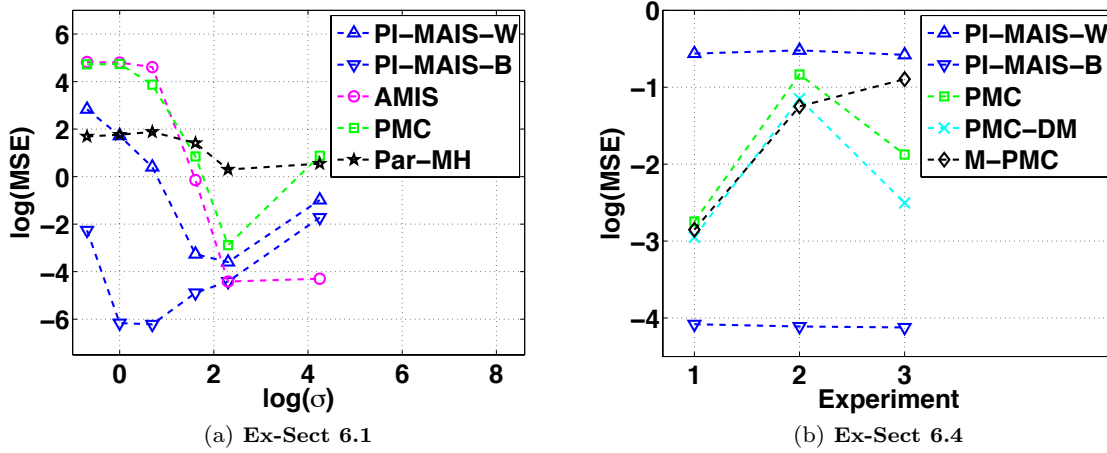 6
4
2
0
−2
−4
−6
log(MSE)
0
2
4
6
8
log(σ)
PI−MAIS−W
PI−MAIS−B
AMIS
PMC
Par−MH
(a) Ex-Sect 6.1
0
−1
−2
−3
−4
log(MSE)
1
2
3
Experiment
PI−MAIS−W
PI−MAIS−B
PMC
PMC−DM
M−PMC
(b) Ex-Sect 6.4